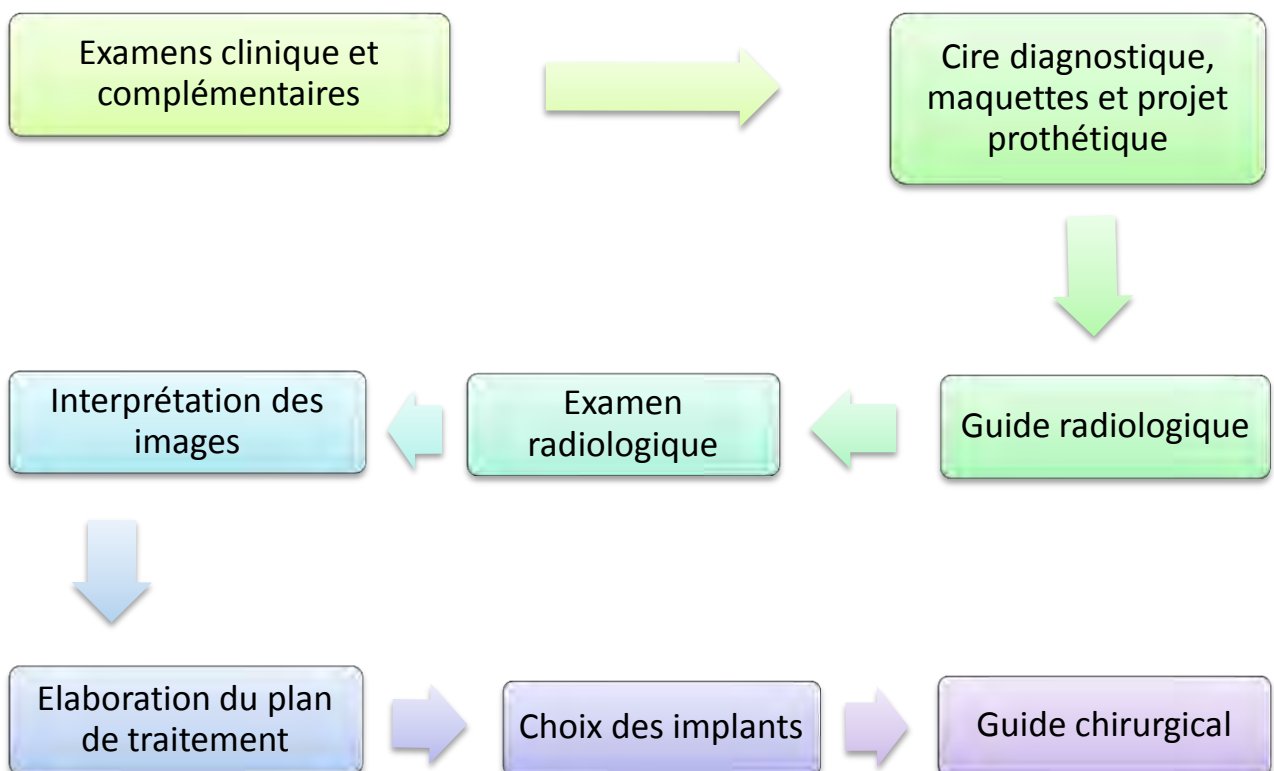 Examens clinique et
complémentaires
Cire diagnostique,
maquettes et projet
prothétique
Guide radiologique
Examen
radiologique
Interprétation des
images
Elaboration du plan
de traitement
Choix des implants
Guide chirurgical